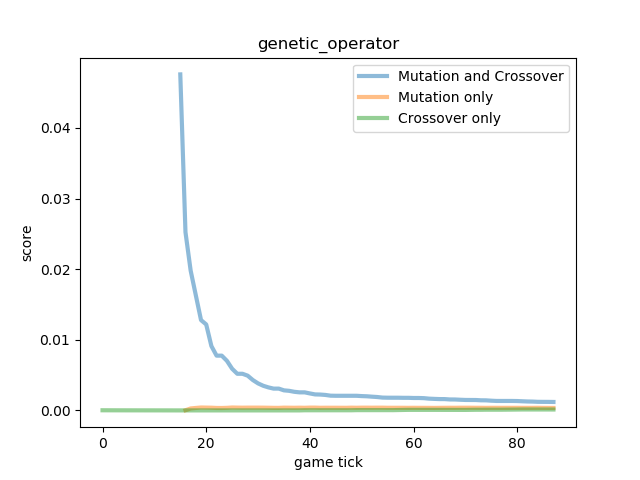 genetic_operator
Mutation and Crossover
Mutation only
Crossover only
score
0.04
0.03
0.02
0.01
0.00
0 20 40 60 80
game tick